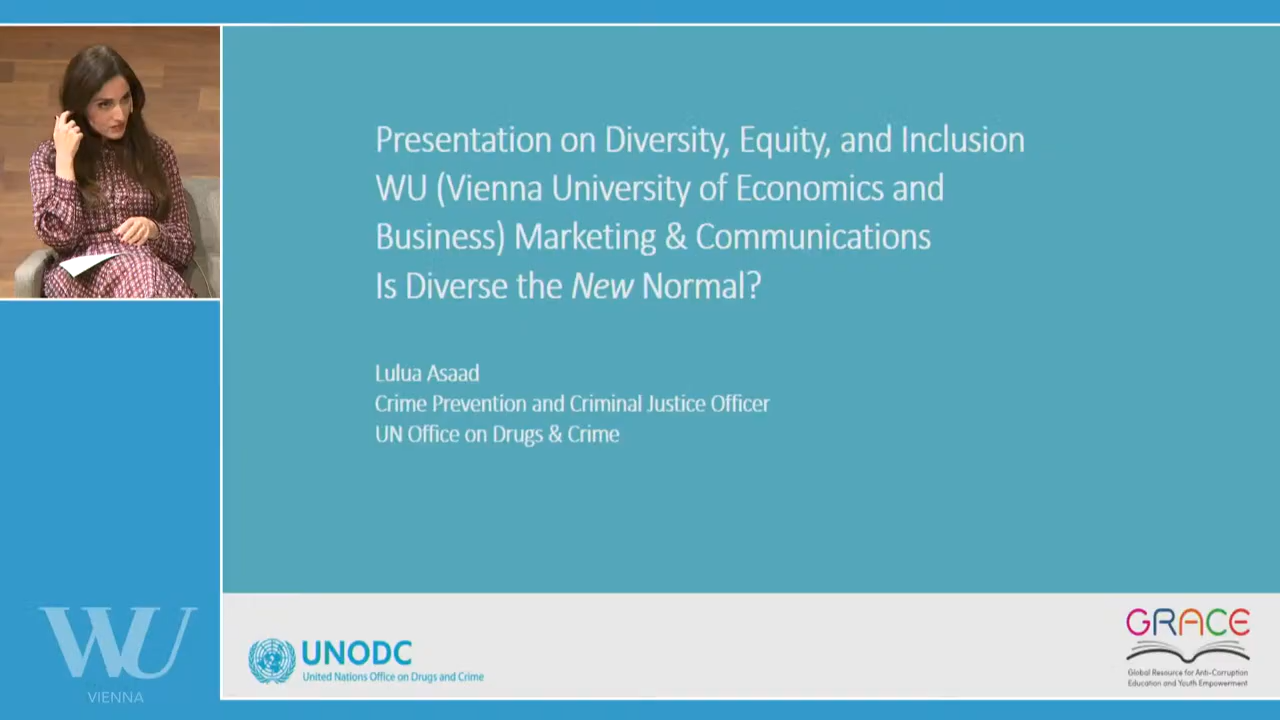 Presentation on Diversity, Equity, and Inclusion
WU (Vienna University of Economics and
Business) Marketing & Communications
Is Diverse the New Normal?
Lulua Asaad
Crime Prevention and Criminal Justice Officer
UN Office on Drugs & Crime
WU
VIENNA
UNODC
United Nations Office on Drugs and Crime
GRACE
Global Resource for Anti-Corruption
Education and Youth Empowerment